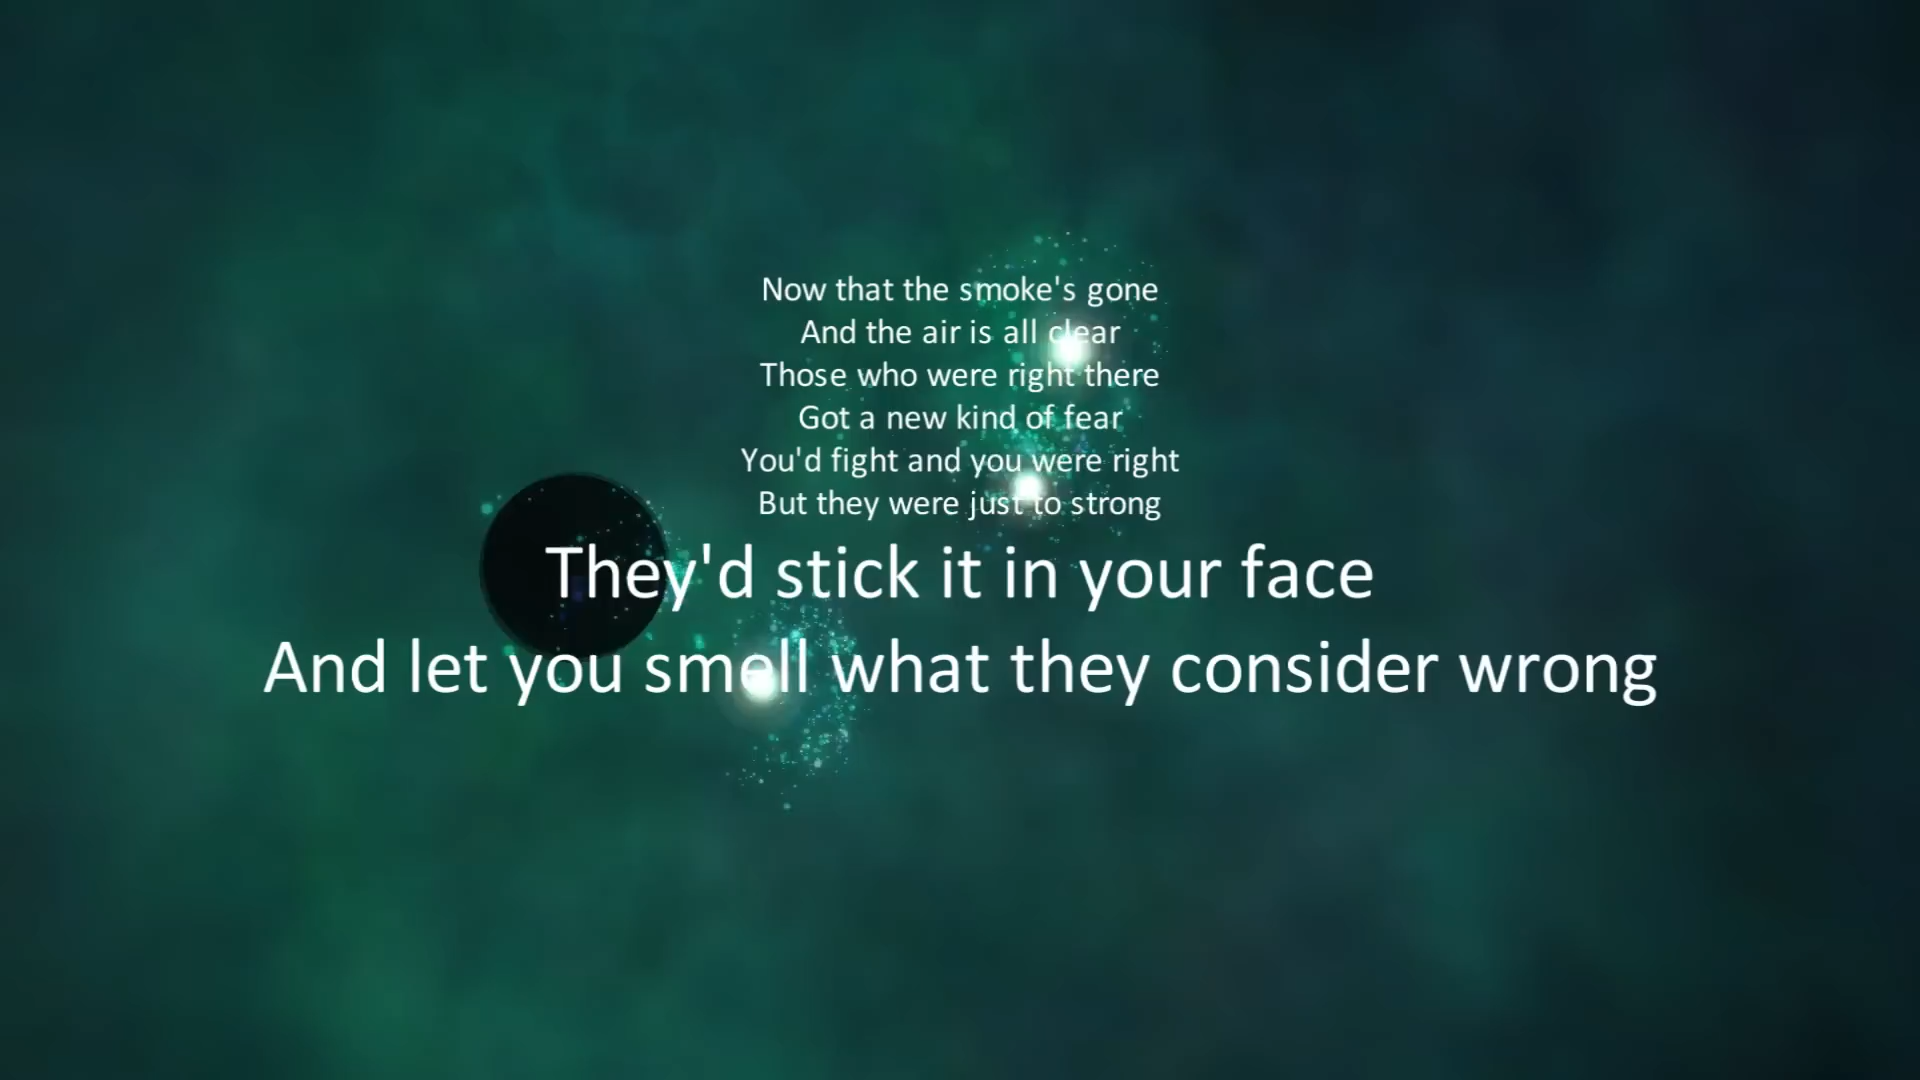 Now that the smoke's gone
And the air is all clear
Those who were right there
Got a new kind of fear
You'd fight and you were right
But they were just to strong
They'd stick it in your face
And let you smell what they consider wrong